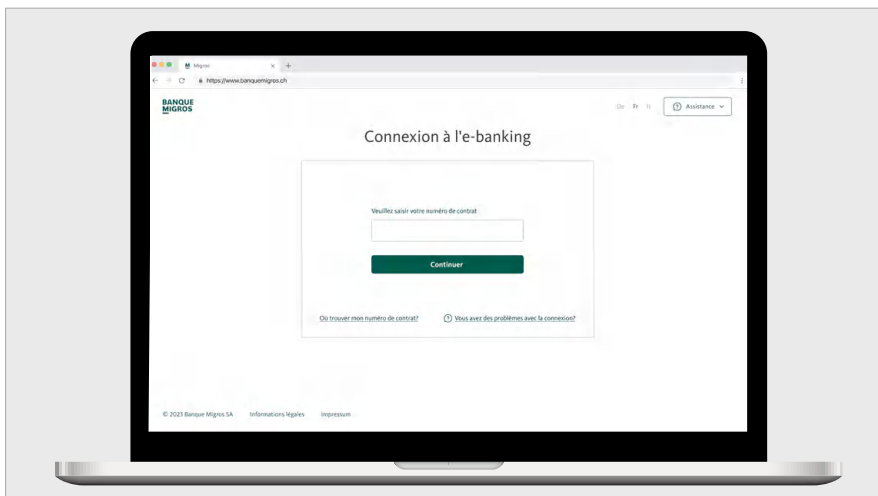 Migros
https://www.banquemigros.ch
BANQUE
MIGROS
De Fr It
Assistance
Connexion à l'e-banking
Veuillez saisir votre numéro de contrat
Continuer
Où trouver mon numéro de contrat?
Vous avez des problèmes avec la connexion?
© 2023 Banque Migros SA
Informations légales
Impressum